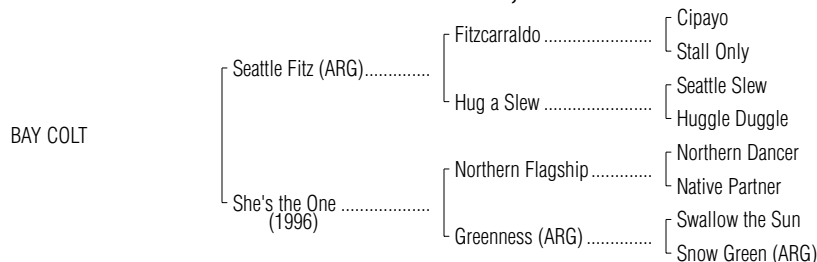 Cipayo
Fitzcarraldo ........................
Stall Only
Seattle Fitz (ARG)..............
Seattle Slew
Hug a Slew ........................
Huggle Duggle
BAY COLT
Northern Dancer
Northern Flagship .............
Native Partner
She's the One ...................
(1996)
Swallow the Sun
Greenness (ARG) ..............
Snow Green (ARG)